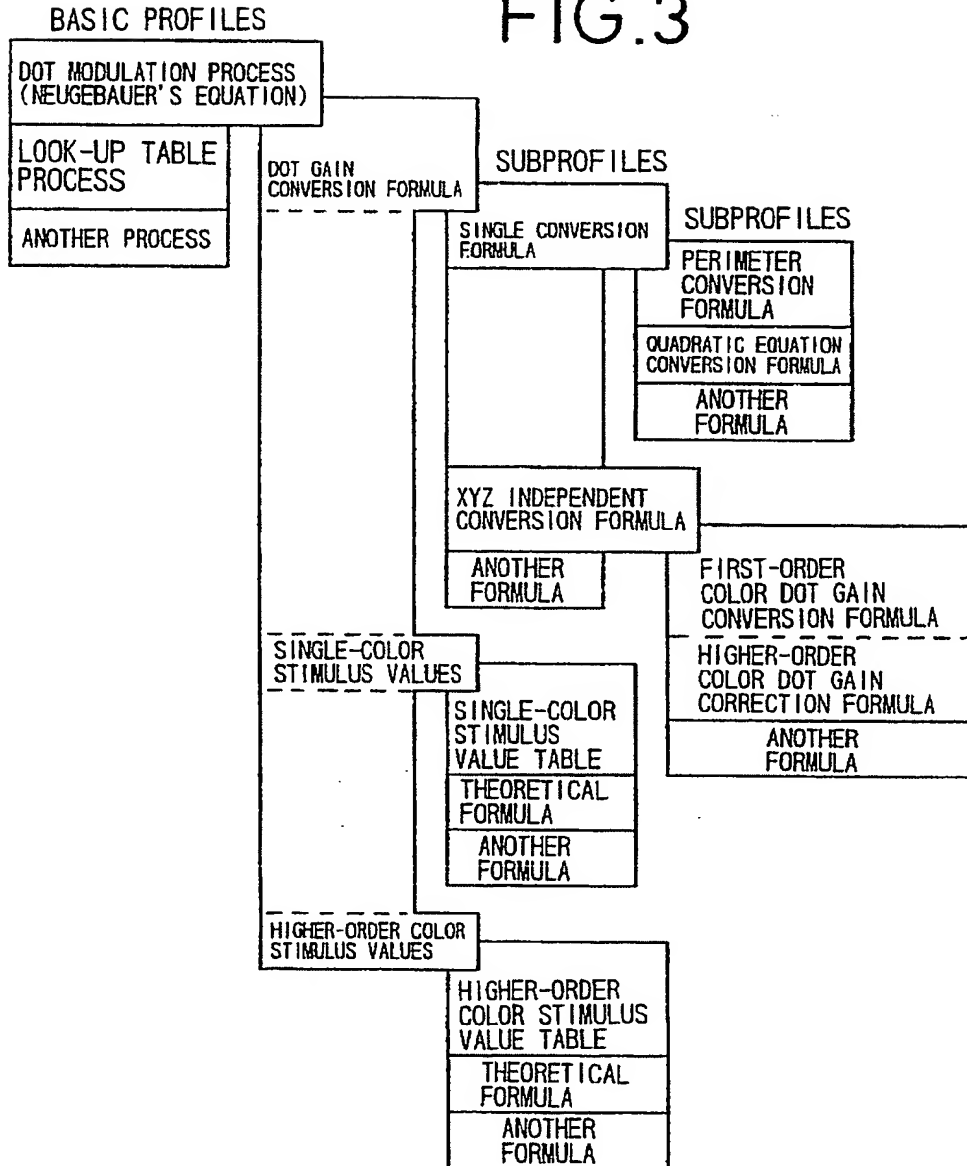 FIG.3
BASIC PROFILES
DOT MODULATION PROCESS
(NEUGEBAUER'S EQUATION)
LOOK-UP TABLE
PROCESS
ANOTHER PROCESS
DOT GAIN
CONVERSION FORMULA
SUBPROFILES
SINGLE CONVERSION
FORMULA
SUBPROFILES
PERIMETER
CONVERSION
FORMULA
QUADRATIC EQUATION
CONVERSION FORMULA
ANOTHER
FORMULA
XYZ INDEPENDENT
CONVERSION FORMULA
ANOTHER
FORMULA
FIRST-ORDER
COLOR DOT GAIN
CONVERSION FORMULA
HIGHER-ORDER
COLOR DOT GAIN
CORRECTION FORMULA
ANOTHER
FORMULA
SINGLE-COLOR
STIMULUS VALUES
SINGLE-COLOR
STIMULUS
VALUE TABLE
THEORETICAL
FORMULA
ANOTHER
FORMULA
HIGHER-ORDER COLOR
STIMULUS VALUES
HIGHER-ORDER
COLOR STIMULUS
VALUE TABLE
THEORETICAL
FORMULA
ANOTHER
FORMULA